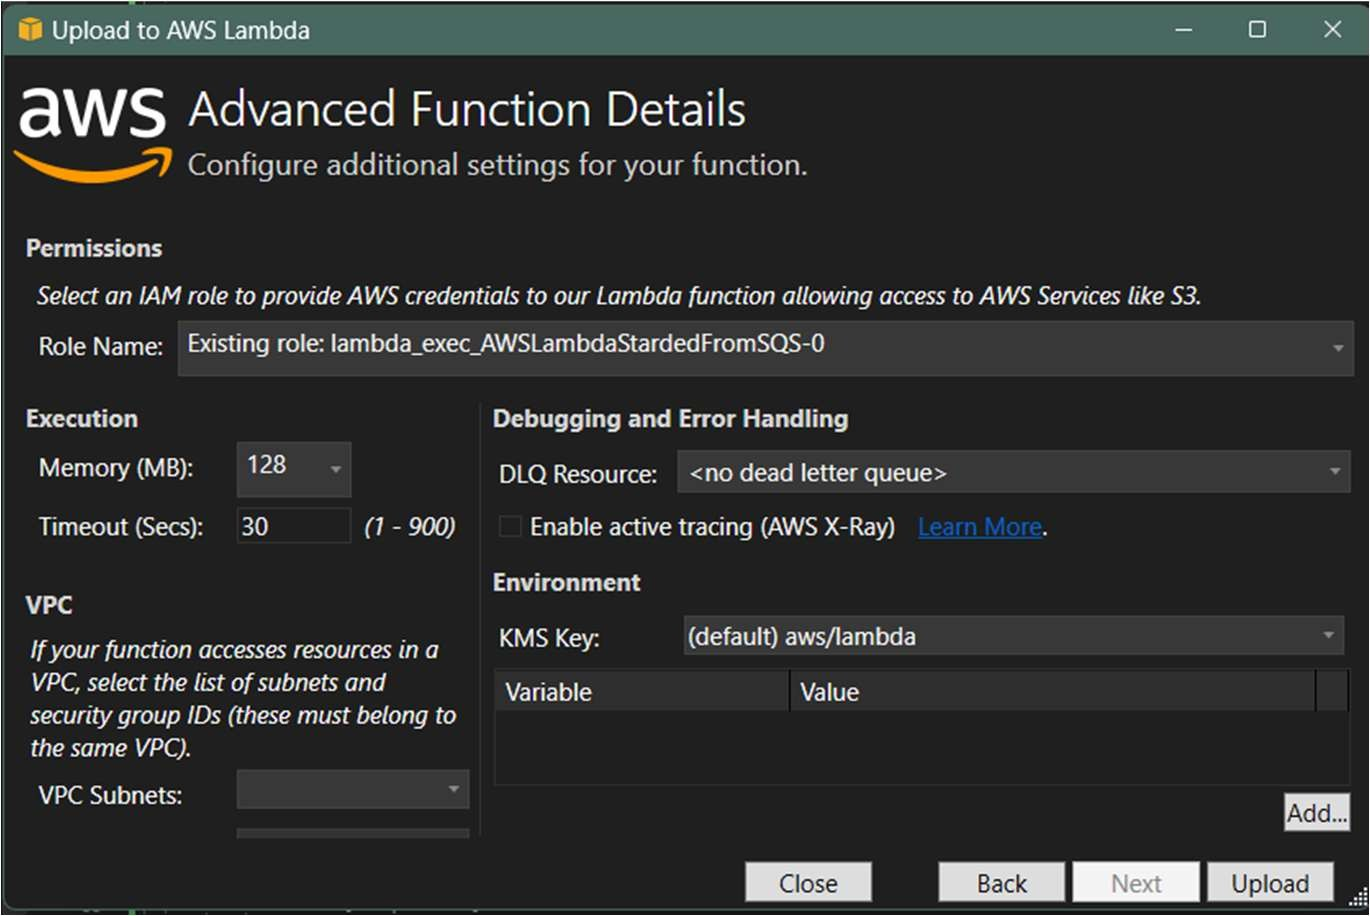 Upload to AWS Lambda
aws
Advanced Function Details
Configure additional settings for your function.
Permissions
Select an IAM role to provide AWS credentials to our Lambda function allowing access to AWS Services like S3.
Role Name: Existing role: lambda_exec_AWSLambdaStardedFromSQS-0
Execution
Memory (MB): 128
Timeout (Secs): 30 (1 - 900)
VPC
If your function accesses resources in a
VPC, select the list of subnets and
security group IDs (these must belong to
the same VPC).
VPC Subnets:
Debugging and Error Handling
DLQ Resource: <no dead letter queue>
Enable active tracing (AWS X-Ray) Learn More.
Environment
KMS Key: (default) aws/lambda
Variable Value
Add...
Close Back Next Upload